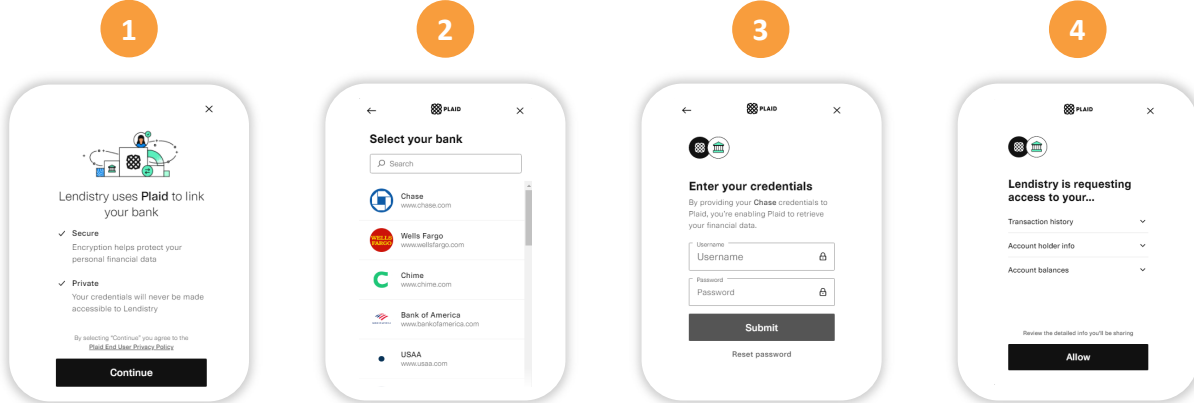 1
Lendistry uses Plaid to link
your bank
Secure
Encryption helps protect your
personal financial data
Private
Your credentials will never be made
accessible to Lendistry
By selecting "Continue" you agree to the
Plaid End User Privacy Policy
Continue
2
PLAID
Select your bank
Search
Chase
www.chase.com
WELLS
FARGO
Wells Fargo
www.wellsfargo.com
Chime
www.chime.com
Bank of America
www.bankofamerica.com
USAA
www.usaa.com
3
PLAID
Enter your credentials
By providing your Chase credentials to
Plaid, you're enabling Plaid to retrieve
your financial data.
Username
Username
Password
Password
Submit
Reset password
4
PLAID
Lendistry is requesting
access to your...
Transaction history
Account holder info
Account balances
Review the detailed info you'll be sharing
Allow